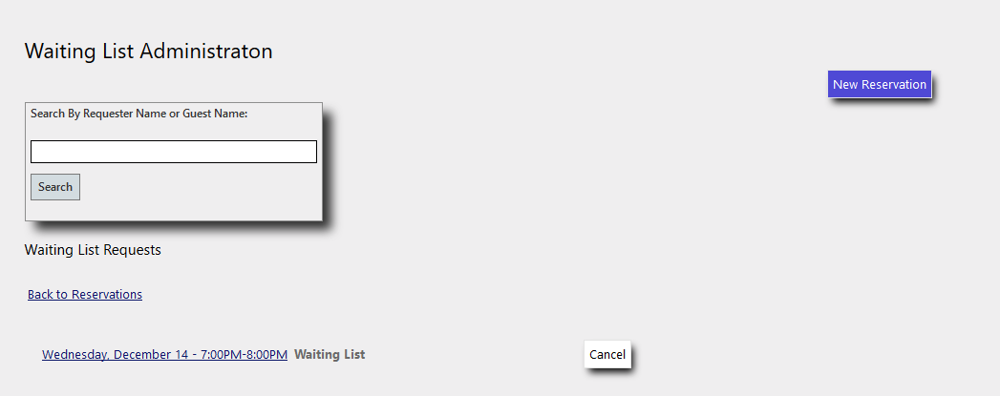 Waiting List Administraton
New Reservation
Search By Requester Name or Guest Name:
Search
Waiting List Requests
Back to Reservations
Wednesday, December 14 - 7:00PM-8:00PM Waiting List
Cancel